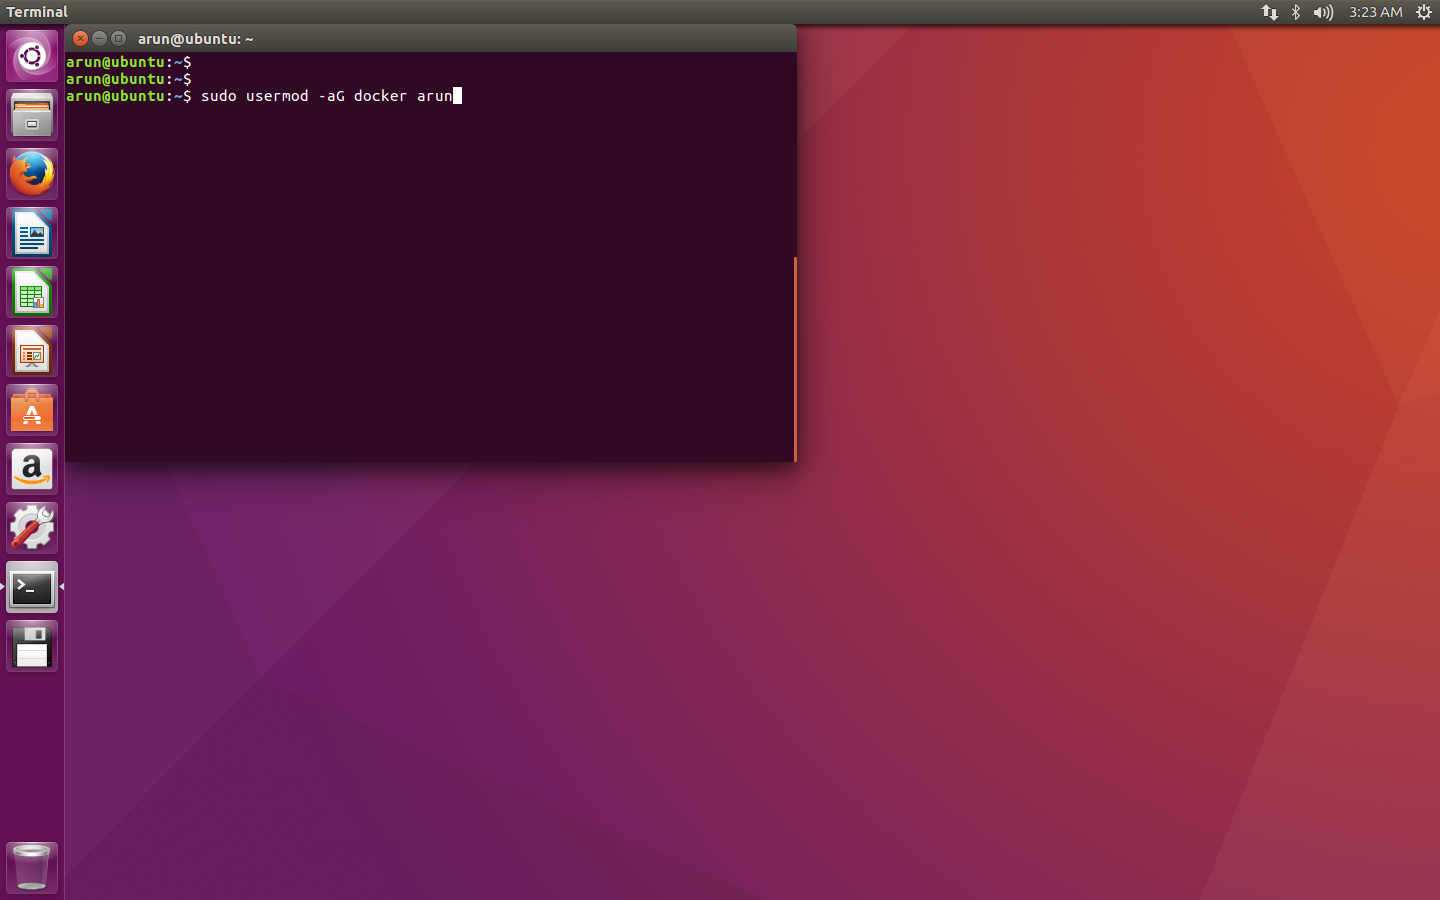 Terminal
3:23 AM
arun@ubuntu: ~
arun@ubuntu:~$
arun@ubuntu:~$
arun@ubuntu:~$ sudo usermod -aG docker arun